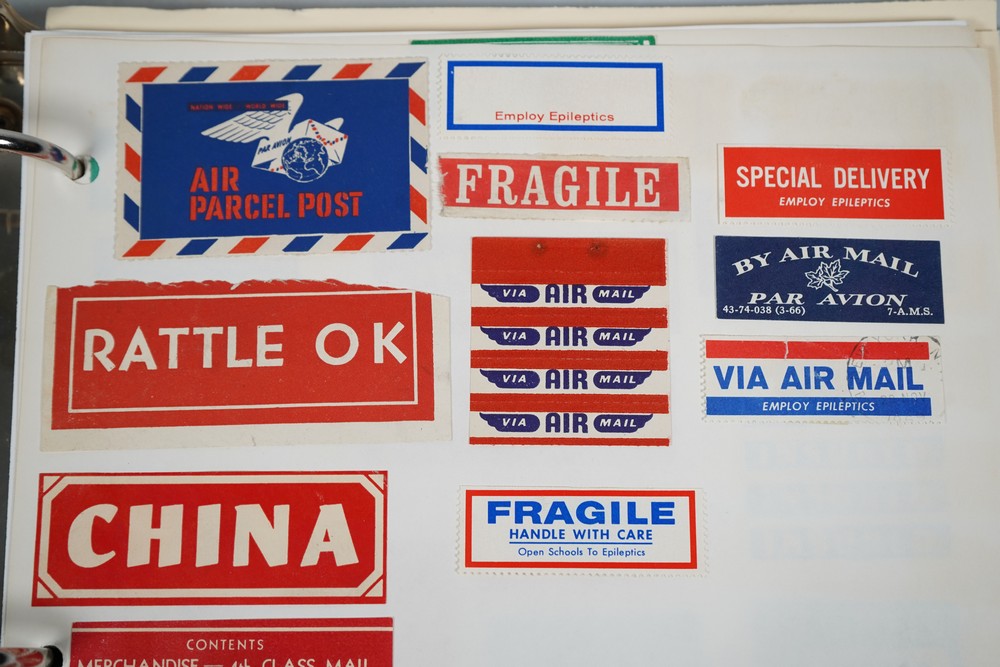 NATION WIDE WORLD WIDE
PAR AVION
AIR
PARCEL POST
Employ Epileptics
FRAGILE
SPECIAL DELIVERY
EMPLOY EPILEPTICS
BY AIR MAIL
PAR AVION
43-74-038 (3-66) 7-A.M.S.
VIA AIR MAIL
VIA AIR MAIL
VIA AIR MAIL
VIA AIR MAIL
VIA AIR MAIL
EMPLOY EPILEPTICS
RATTLE OK
CHINA
FRAGILE
HANDLE WITH CARE
Open Schools To Epileptics
CONTENTS
MERCHANDISE — 4th CLASS MAIL